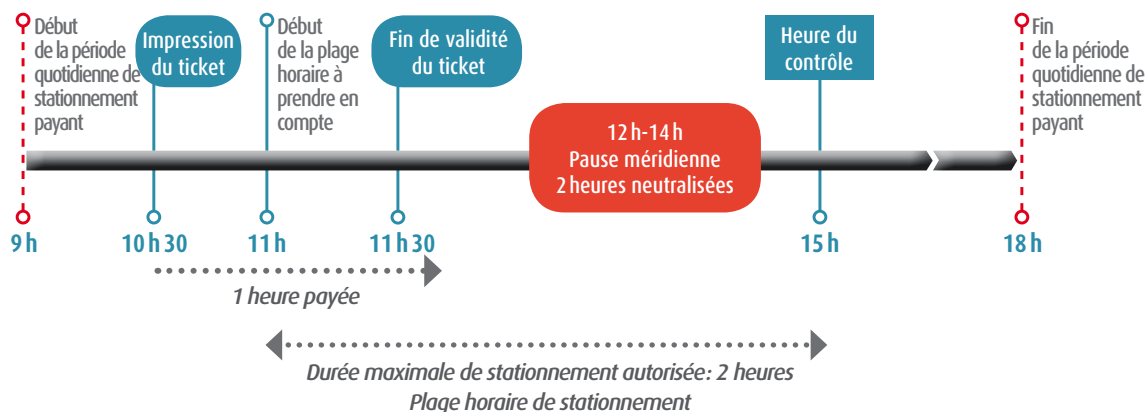 Début
de la période
quotidienne de
stationnement
payant
Impression
du ticket
Début
de la plage
horaire à
prendre en
compte
Fin de validité
du ticket
12 h-14 h
Pause méridienne
2 heures neutralisées
Heure du
contrôle
Fin
de la période
quotidienne de
stationnement
payant
9 h
10 h 30
11 h
11 h 30
15 h
18 h
1 heure payée
Durée maximale de stationnement autorisée : 2 heures
Plage horaire de stationnement